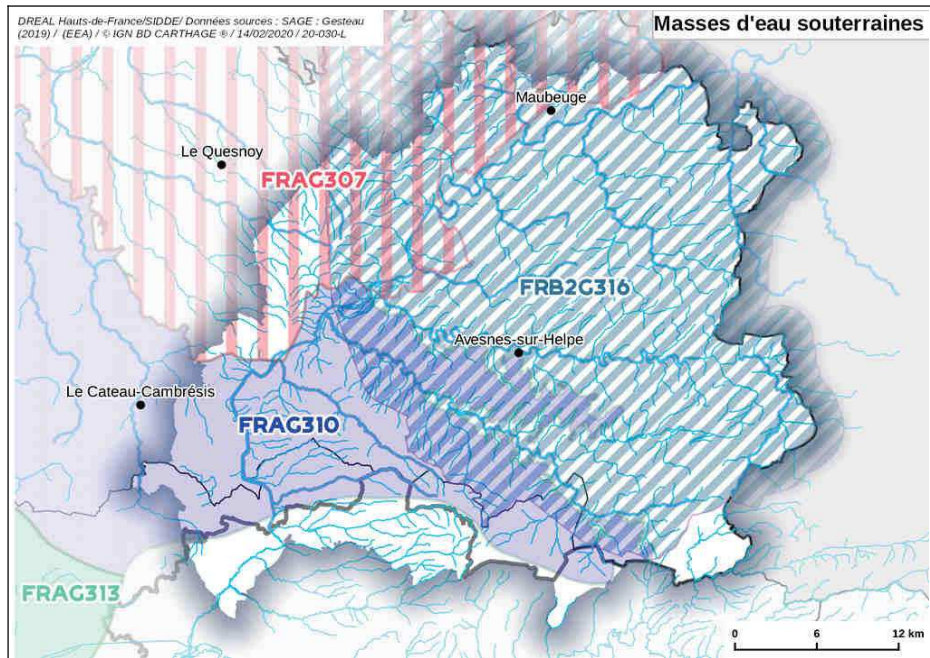 DREAL Hauts-de-France/SIDDE/ Données sources : SAGE : Gesteau
(2019) / (EEA) / © IGN BD CARTHAGE ® / 14/02/2020 / 20-030-L
Masses d'eau souterraines
Maubeuge
Le Quesnoy
FRAG307
FRB2G316
Avesnes-sur-Helpe
Le Cateau-Cambrésis
FRAG310
FRAG313
0 6 12 km